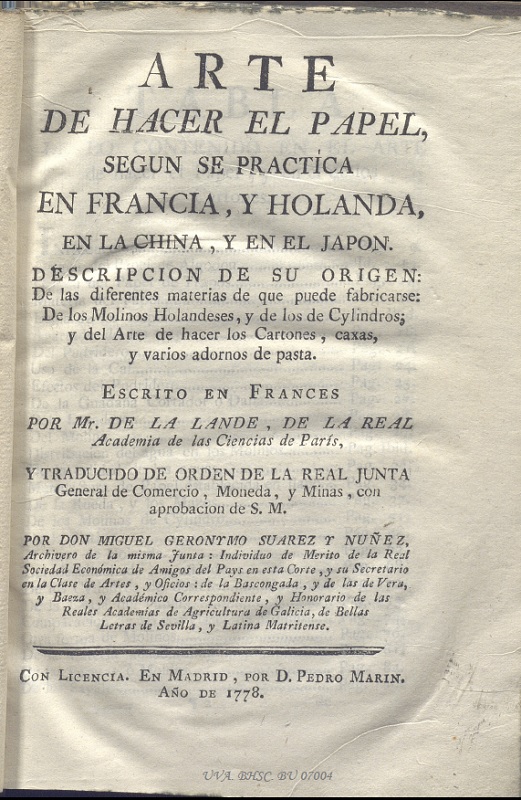 ARTE
DE HACER EL PAPEL,
SEGUN SE PRACTÍCA
EN FRANCIA, Y HOLANDA,
EN LA CHINA, Y EN EL JAPON.
DESCRIPCION DE SU ORIGEN:
De las diferentes materias de que puede fabricarse:
De los Molinos Holandeses, y de los de Cylindros;
y del Arte de hacer los Cartones, caxas,
y varios adornos de pasta.
ESCRITO EN FRANCES
POR Mr. DE LA LANDE, DE LA REAL
Academia de las Ciencias de París,
Y TRADUCIDO DE ORDEN DE LA REAL JUNTA
General de Comercio, Moneda, y Minas, con
aprobacion de S. M.
POR DON MIGUEL GERONYMO SUAREZ Y NUÑEZ,
Archivero de la misma Junta: Individuo de Merito de la Real
Sociedad Económica de Amigos del Pays en esta Corte, y su Secretario
en la Clase de Artes, y Oficios: de la Bascongada, y de las de Vera,
y Baeza, y Académico Correspondiente, y Honorario de las
Reales Academias de Agricultura de Galicia, de Bellas
Letras de Sevilla, y Latina Matritense.
CON LICENCIA. EN MADRID, POR D. PEDRO MARIN.
AÑO DE 1778.
UVA. BHSC. BU 07004